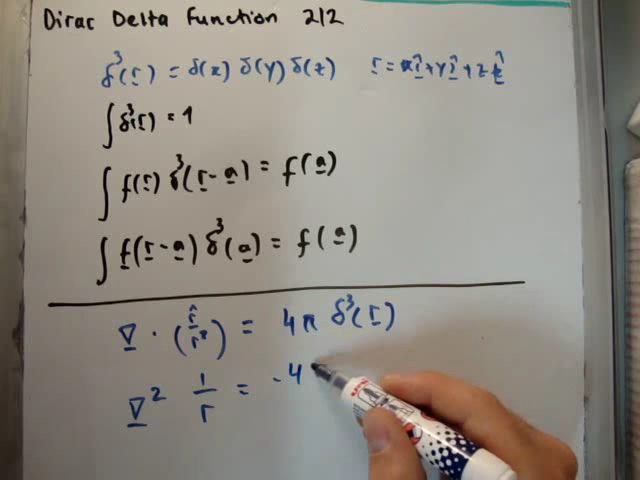 Dirac Delta Function 2/2
δ³(r̲) = δ(x) δ(y) δ(z)    r̲ = xî̲ + yĵ̲ + zk̲̂
∫ δ³(r̲) = 1
∫ f(r̲) δ³(r̲ - a̲) = f(a̲)
∫ f̲(r̲ - a̲) δ³(a̲) = f(a̲)
∇̲ · (r̂/r²) = 4π δ³(r̲)
∇̲² 1/r = -4